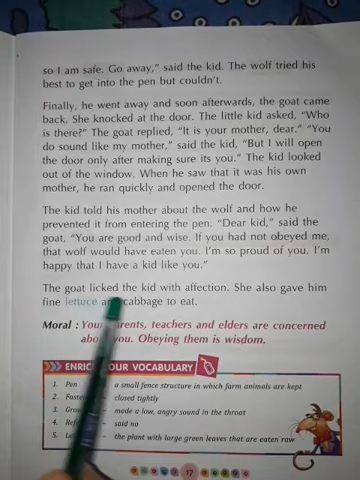 so I am safe. Go away,” said the kid. The wolf tried his
best to get into the pen but couldn’t.
Finally, he went away and soon afterwards, the goat came
back. She knocked at the door. The little kid asked, “Who
is there?” The goat replied, “It is your mother, dear.” “You
do sound like my mother,” said the kid, “But I will open
the door only after making sure its you.” The kid looked
out of the window. When he saw that it was his own
mother, he ran quickly and opened the door.
The kid told his mother about the wolf and how he
prevented it from entering the pen. “Dear kid,” said the
goat, “You are good and wise. If you had not obeyed me,
that wolf would have eaten you. I’m so proud of you. I’m
happy that I have a kid like you.”
The goat licked the kid with affection. She also gave him
fine lettuce and cabbage to eat.
Moral : Your parents, teachers and elders are concerned
about you. Obeying them is wisdom.
ENRICH YOUR VOCABULARY
1. Pen – a small fence structure in which farm animals are kept
2. – closed tightly
3. – made a low, angry sound in the throat
4. – said no
5. – the plant with large green leaves that are eaten raw
17